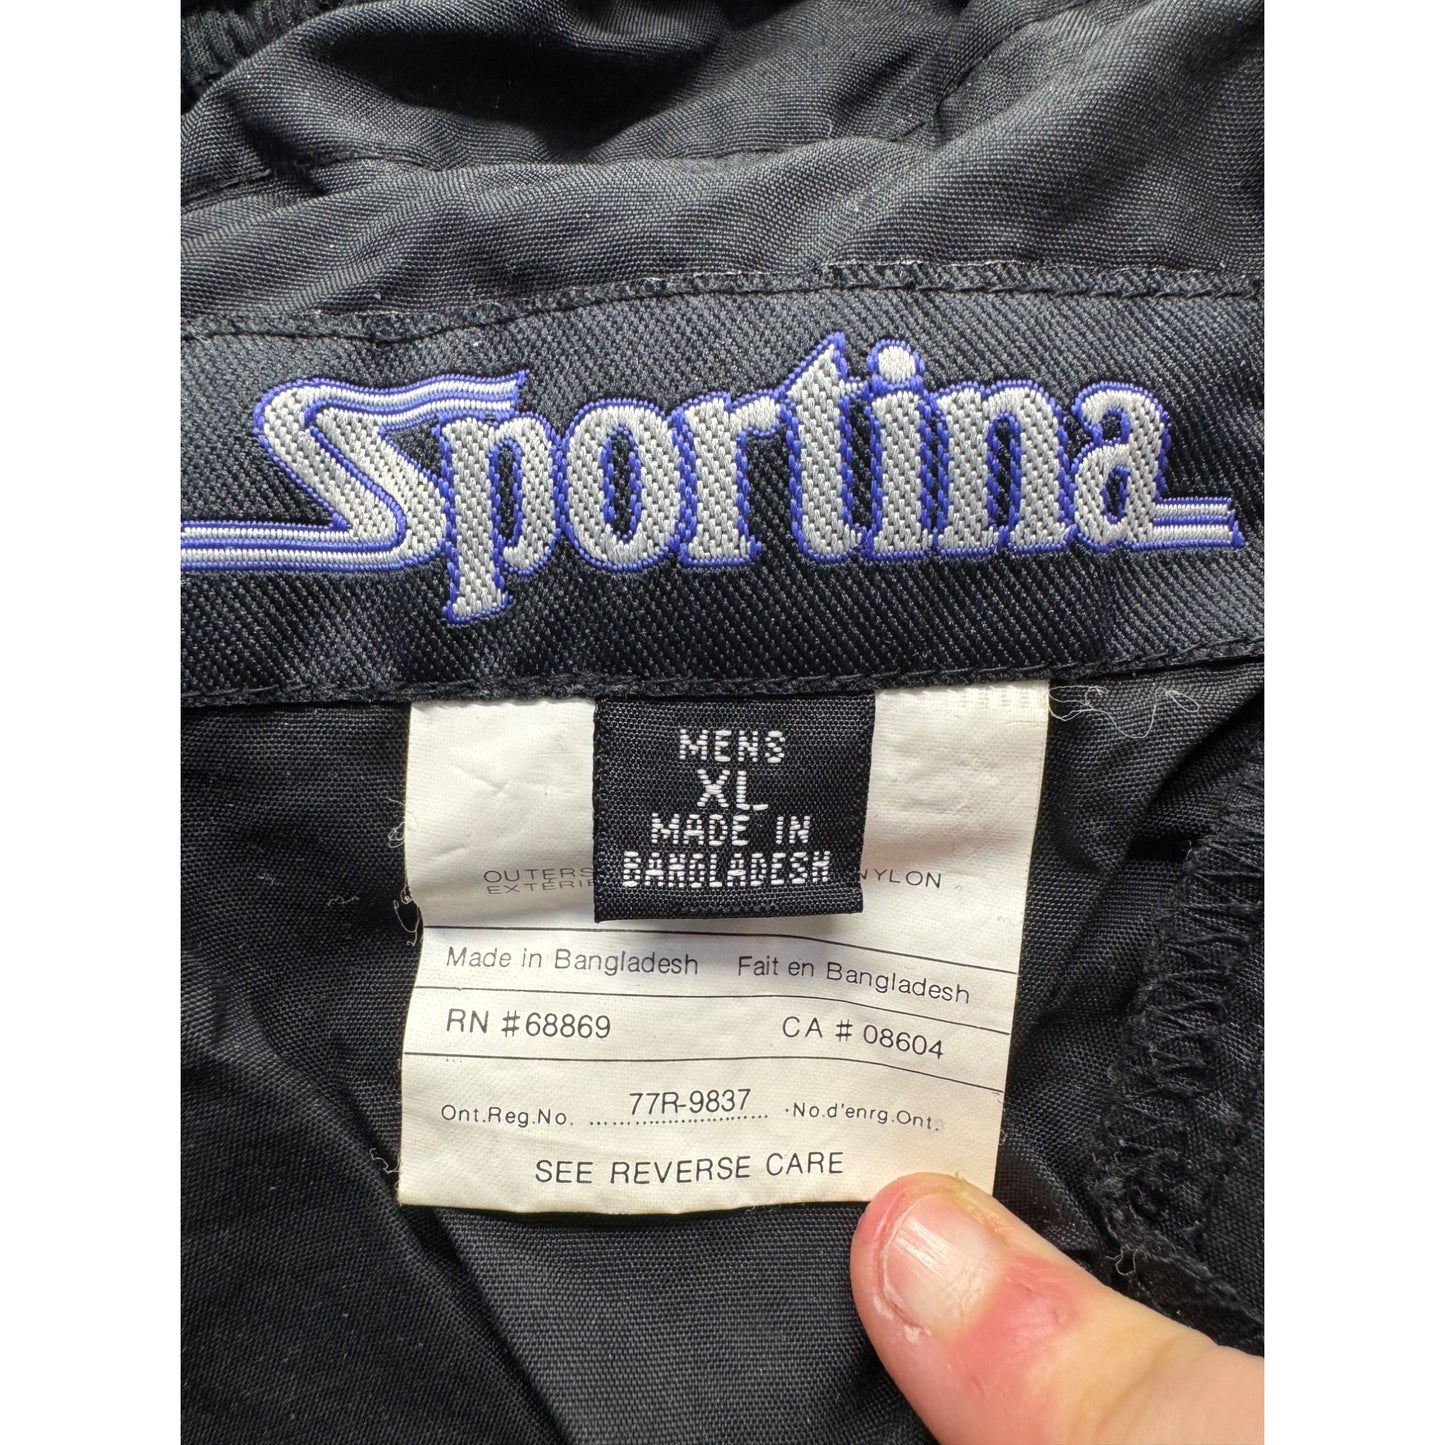 Sportina
MENS
XL
MADE IN
BANGLADESH
NYLON
Made in Bangladesh Fait en Bangladesh
RN #68869 CA # 08604
Ont.Reg.No. 77R-9837 No.d'enrg.Ont.
SEE REVERSE CARE